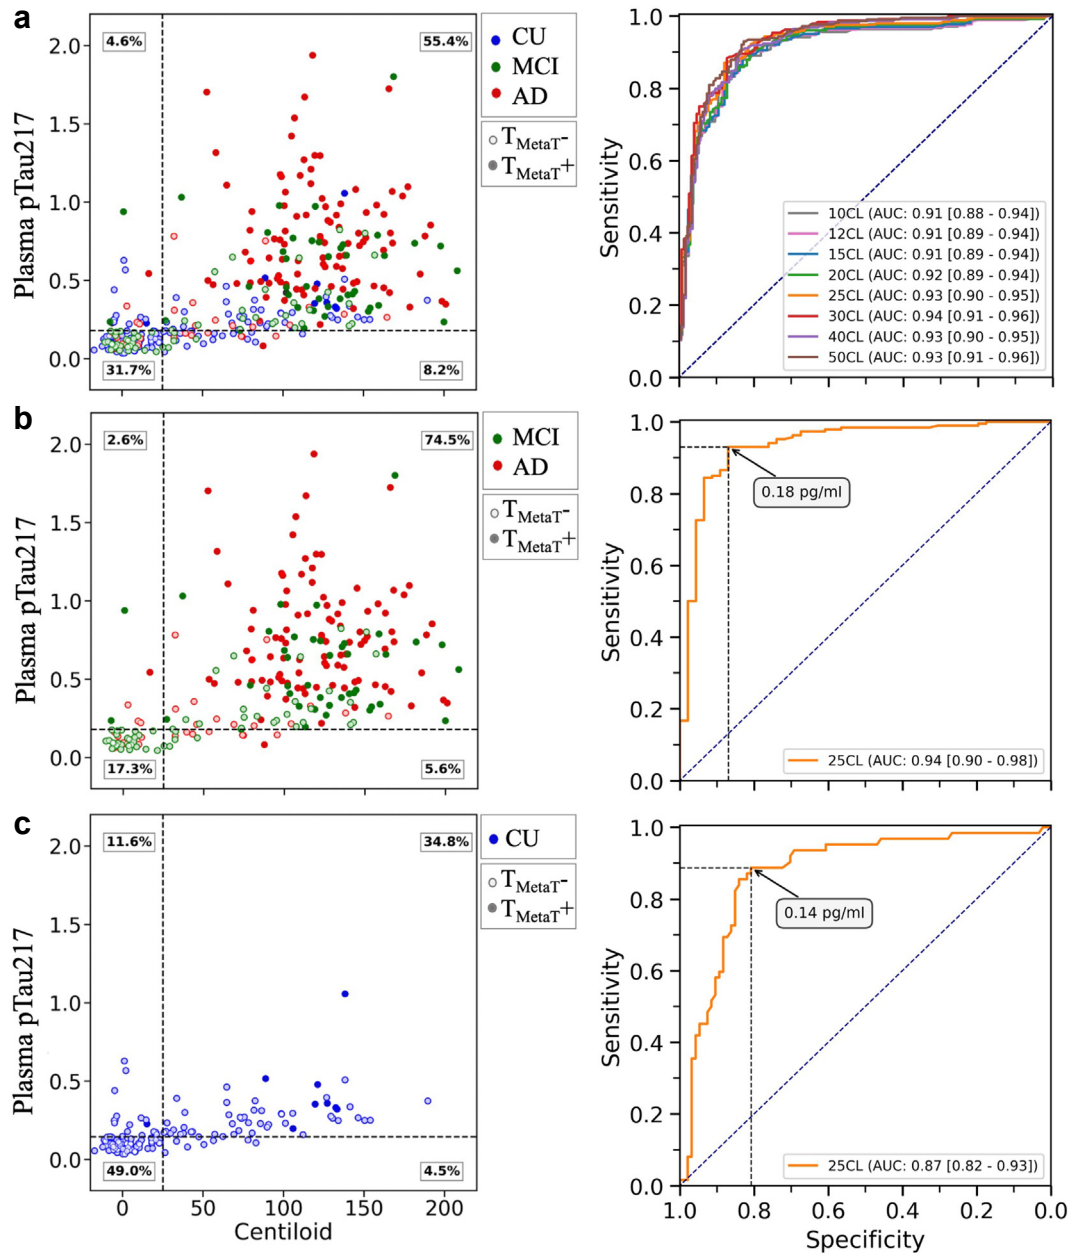 a
4.6%
55.4%
31.7%
8.2%
2.0
1.5
1.0
0.5
0.0
Plasma pTau217
CU
MCI
AD
TMetaT-
TMetaT+
1.0
0.8
0.6
0.4
0.2
0.0
Sensitivity
10CL (AUC: 0.91 [0.88 - 0.94])
12CL (AUC: 0.91 [0.89 - 0.94])
15CL (AUC: 0.91 [0.89 - 0.94])
20CL (AUC: 0.92 [0.89 - 0.94])
25CL (AUC: 0.93 [0.90 - 0.95])
30CL (AUC: 0.94 [0.91 - 0.96])
40CL (AUC: 0.93 [0.90 - 0.95])
50CL (AUC: 0.93 [0.91 - 0.96])
b
2.6%
74.5%
17.3%
5.6%
2.0
1.5
1.0
0.5
0.0
Plasma pTau217
MCI
AD
TMetaT-
TMetaT+
1.0
0.8
0.6
0.4
0.2
0.0
Sensitivity
0.18 pg/ml
25CL (AUC: 0.94 [0.90 - 0.98])
c
11.6%
34.8%
49.0%
4.5%
2.0
1.5
1.0
0.5
0.0
Plasma pTau217
0 50 100 150 200
Centiloid
CU
TMetaT-
TMetaT+
1.0
0.8
0.6
0.4
0.2
0.0
Sensitivity
0.14 pg/ml
25CL (AUC: 0.87 [0.82 - 0.93])
1.0 0.8 0.6 0.4 0.2 0.0
Specificity